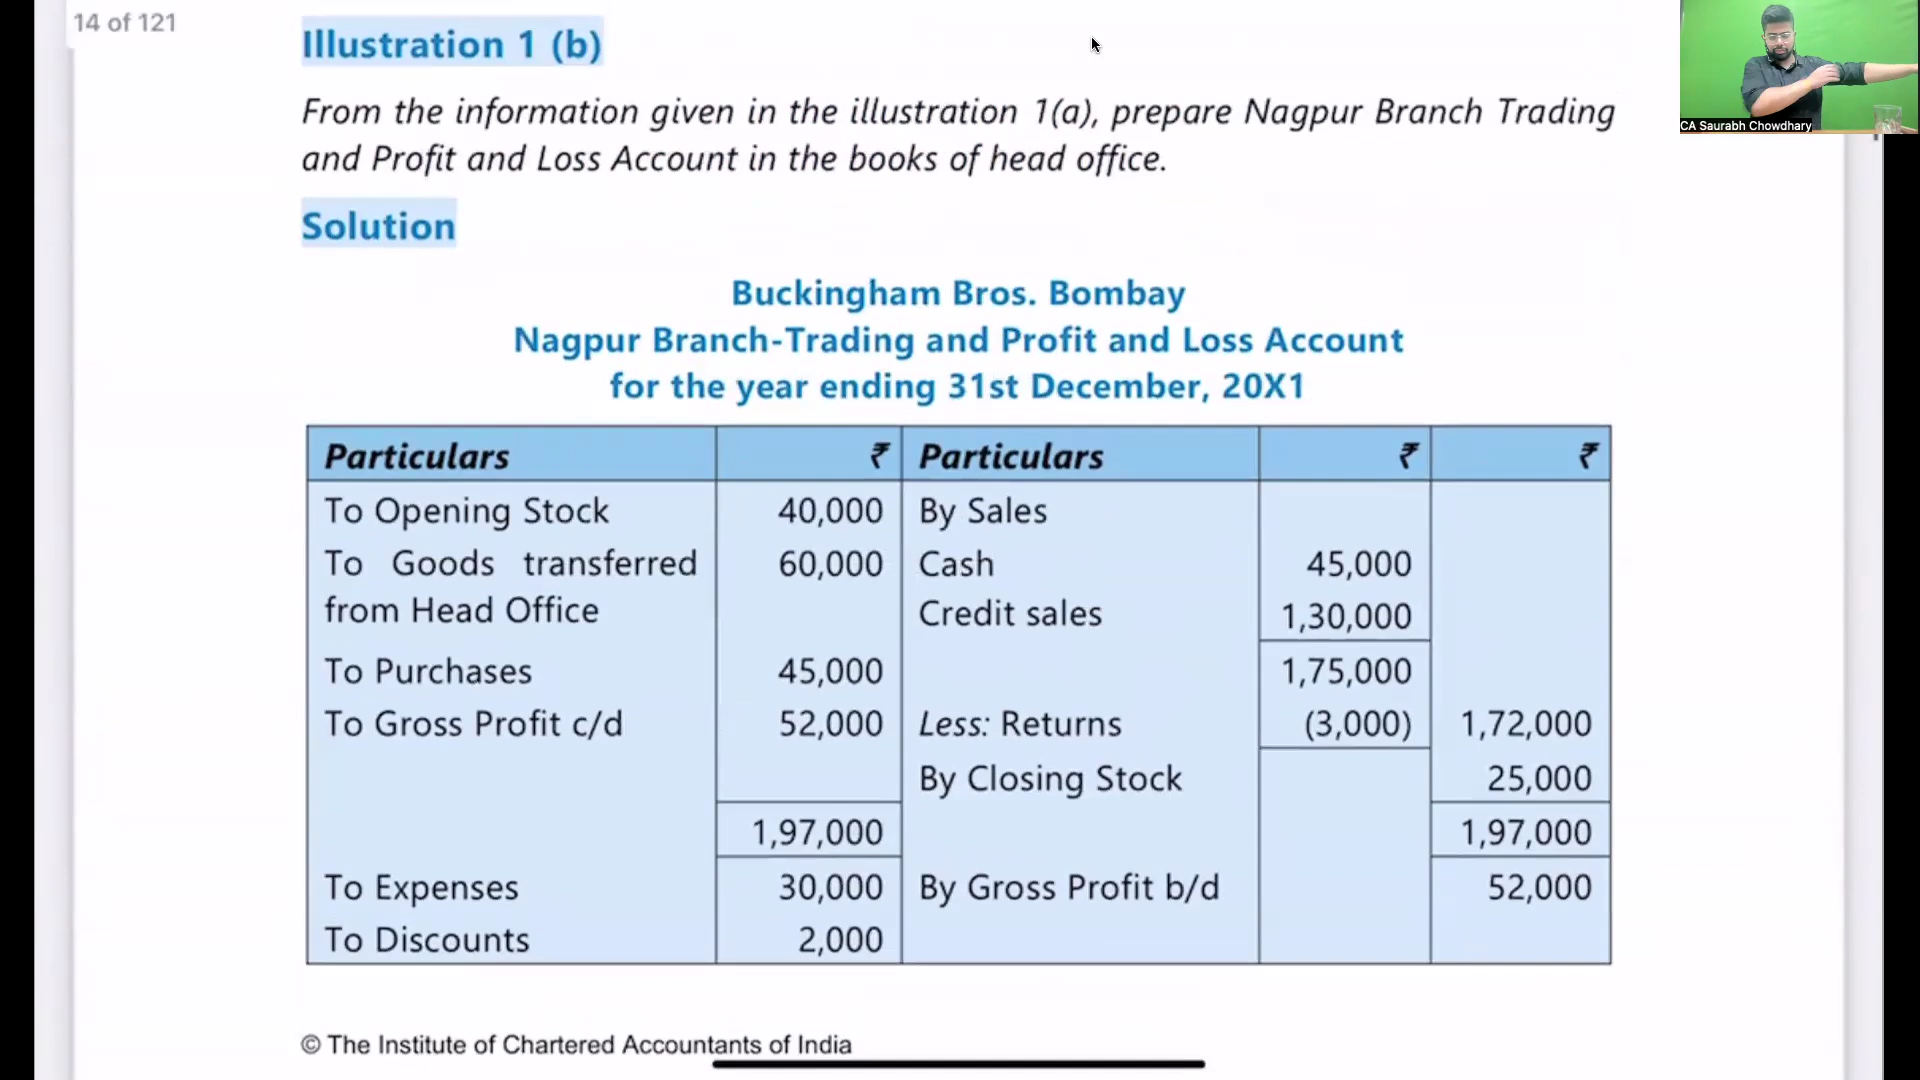 14 of 121
Illustration 1 (b)
From the information given in the illustration 1(a), prepare Nagpur Branch Trading
and Profit and Loss Account in the books of head office.
Solution
Buckingham Bros. Bombay
Nagpur Branch-Trading and Profit and Loss Account
for the year ending 31st December, 20X1
Particulars ₹ Particulars ₹ ₹
To Opening Stock 40,000 By Sales
To Goods transferred 60,000 Cash 45,000
from Head Office Credit sales 1,30,000
To Purchases 45,000 1,75,000
To Gross Profit c/d 52,000 Less: Returns (3,000) 1,72,000
By Closing Stock 25,000
1,97,000 1,97,000
To Expenses 30,000 By Gross Profit b/d 52,000
To Discounts 2,000
© The Institute of Chartered Accountants of India
CA Saurabh Chowdhary